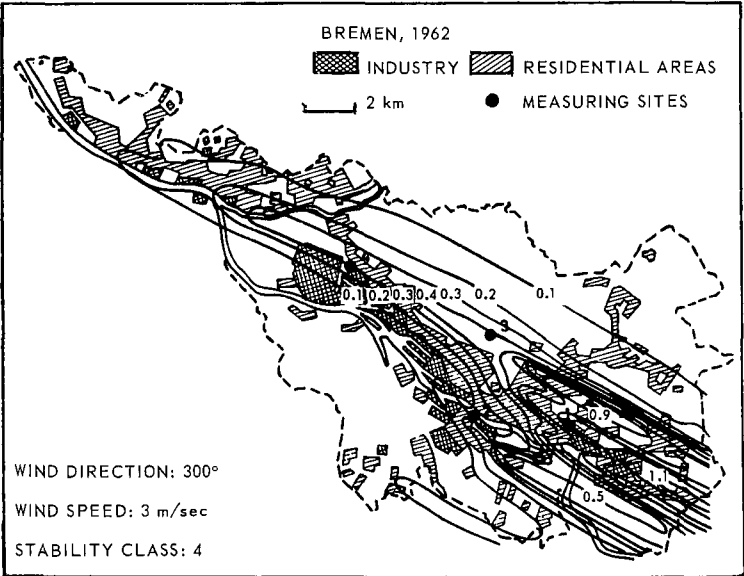 BREMEN, 1962
INDUSTRY RESIDENTIAL AREAS
2 km MEASURING SITES
0.1 0.2 0.3 0.4 0.3 0.2 0.1
3
0.9
1.1
0.5
WIND DIRECTION: 300°
WIND SPEED: 3 m/sec
STABILITY CLASS: 4